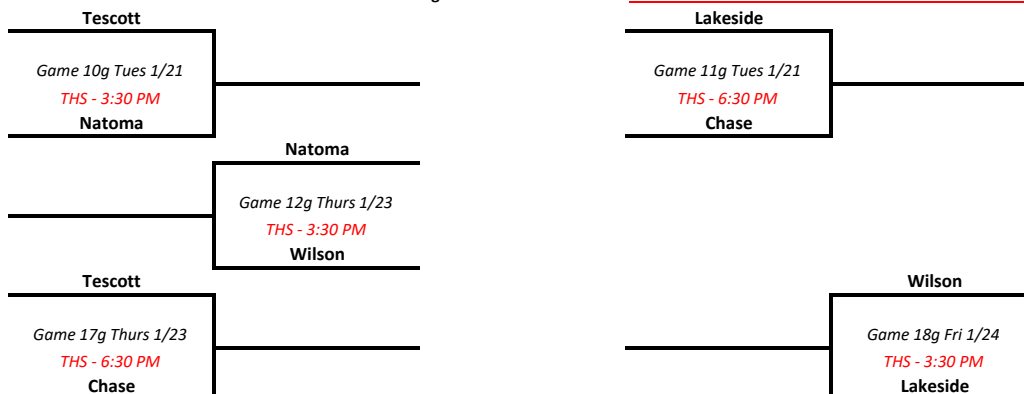 Tescott
Lakeside
Game 10g Tues 1/21
Game 11g Tues 1/21
THS - 3:30 PM
THS - 6:30 PM
Natoma
Chase
Natoma
Game 12g Thurs 1/23
THS - 3:30 PM
Wilson
Tescott
Wilson
Game 17g Thurs 1/23
Game 18g Fri 1/24
THS - 6:30 PM
THS - 3:30 PM
Chase
Lakeside